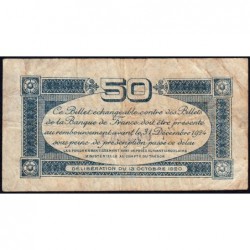 50
Ce Billet échangeable contre des Billets
de la Banque de France doit être présenté
au remboursement avant le 31 Décembre 1924
sous peine de prescription passé ce délai
DÉLIBÉRATION DU 13 OCTOBRE 1920